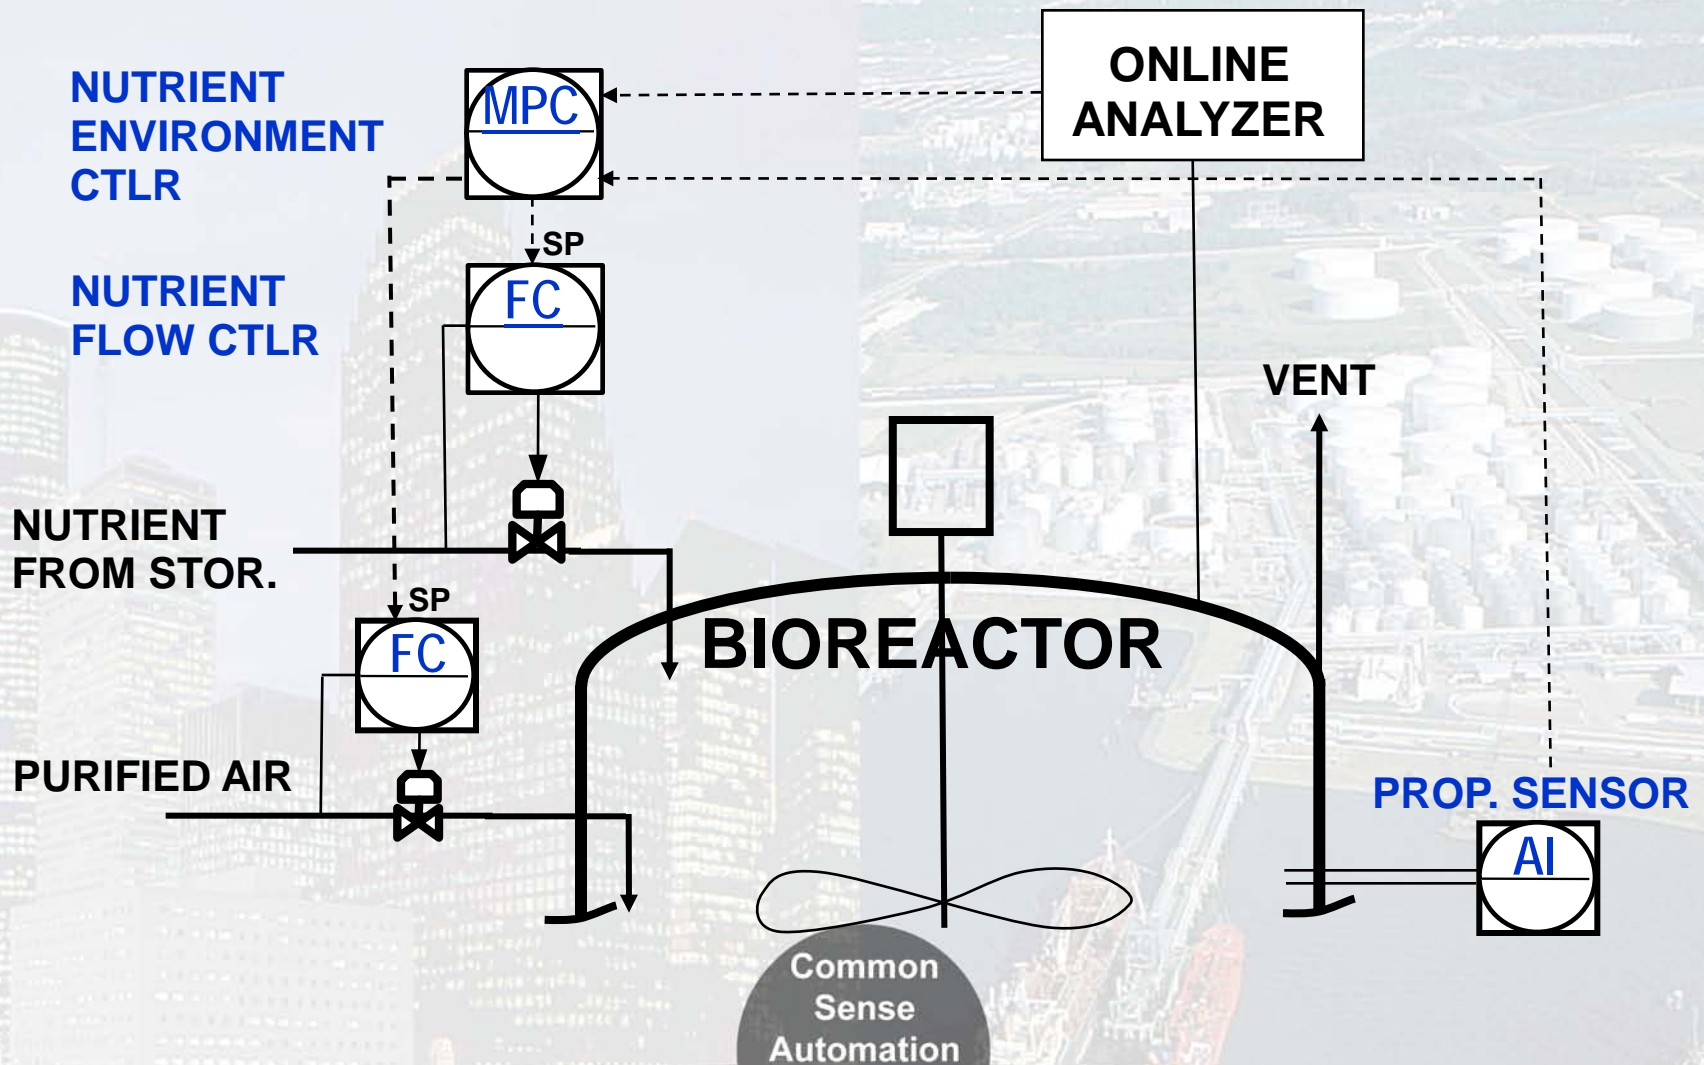 NUTRIENT
ENVIRONMENT
CTLR
MPC
ONLINE
ANALYZER
SP
NUTRIENT
FLOW CTLR
FC
VENT
NUTRIENT
FROM STOR.
SP
FC
BIOREACTOR
PURIFIED AIR
PROP. SENSOR
AI
Common
Sense
Automation